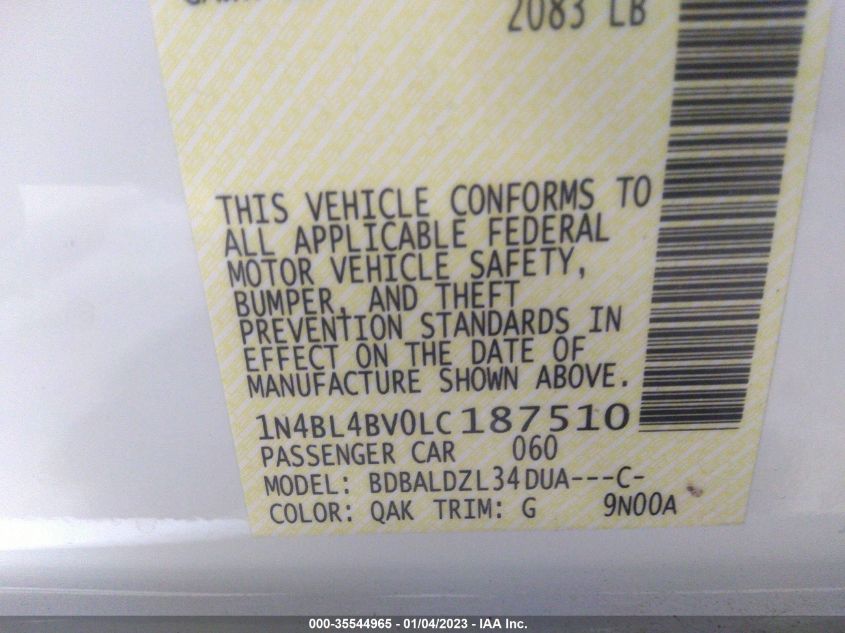 2083 LB
THIS VEHICLE CONFORMS TO
ALL APPLICABLE FEDERAL
MOTOR VEHICLE SAFETY,
BUMPER, AND THEFT
PREVENTION STANDARDS IN
EFFECT ON THE DATE OF
MANUFACTURE SHOWN ABOVE.
1N4BL4BV0LC187510
PASSENGER CAR 060
MODEL: BDBALDZL34DUA---C-
COLOR: QAK TRIM: G 9N00A
000-35544965 - 01/04/2023 - IAA Inc.